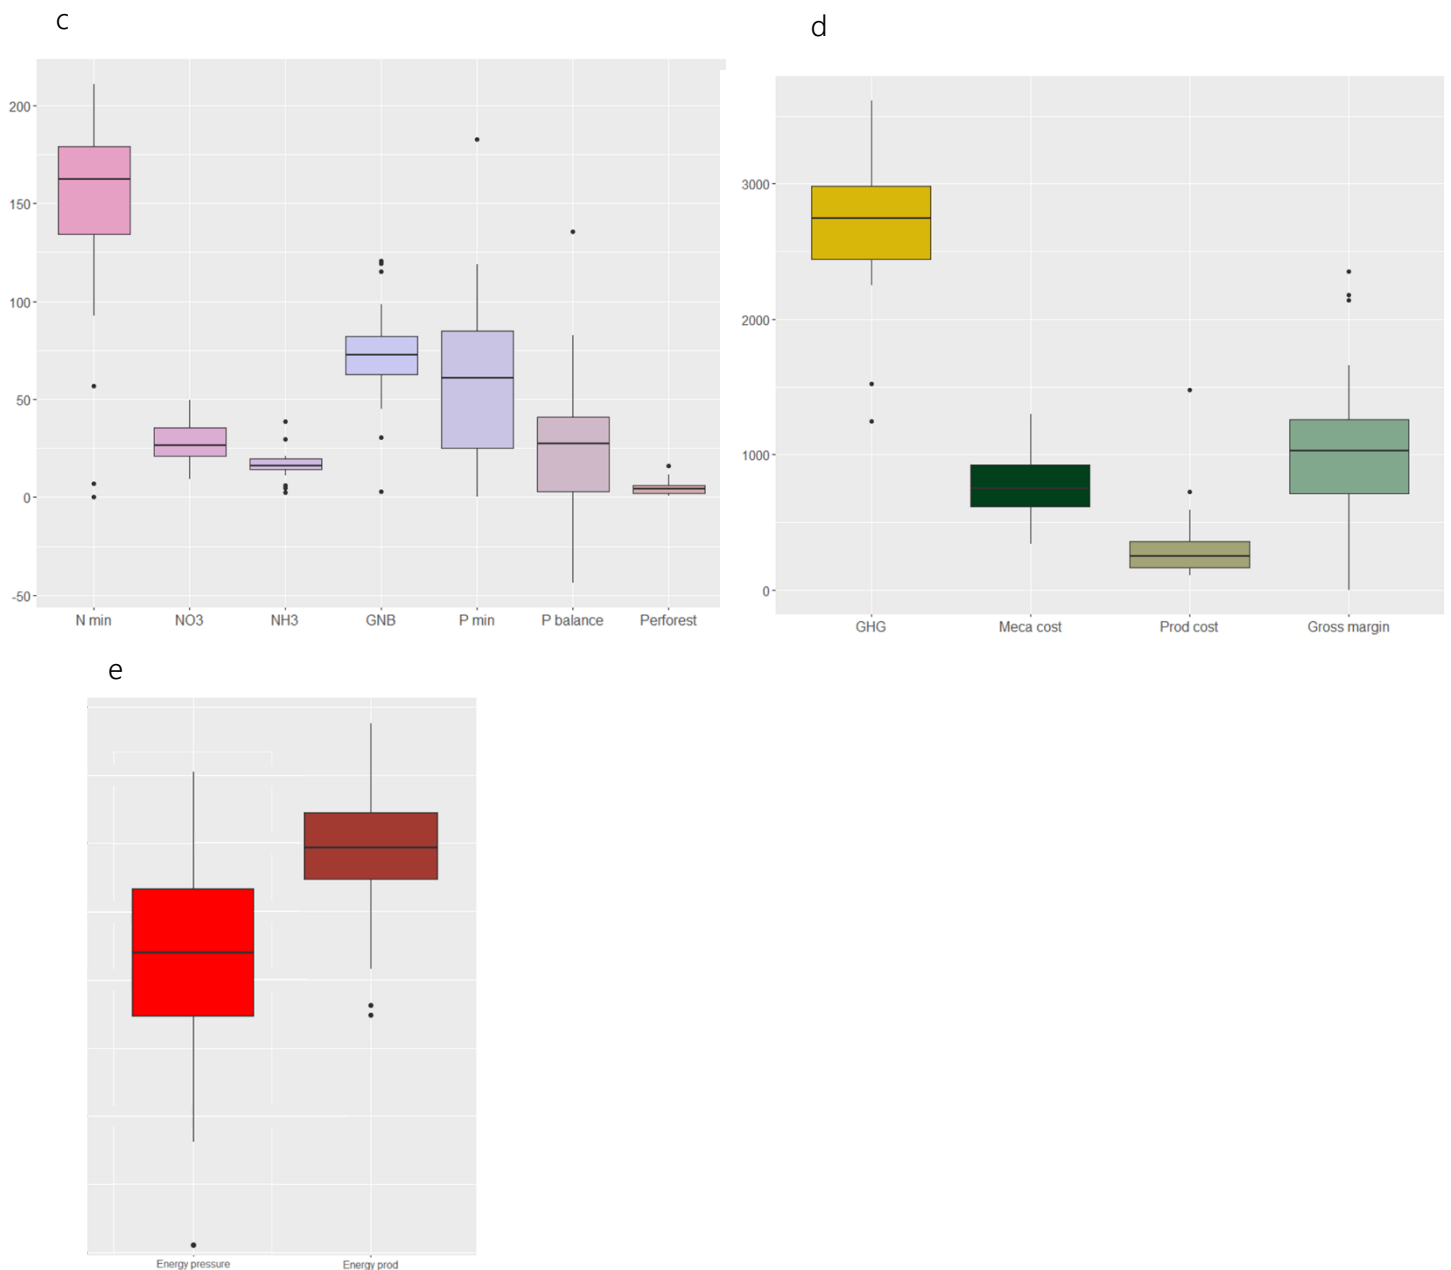 c
200
150
100
50
0
-50
N min NO3 NH3 GNB P min P balance Perforest
d
3000
2000
1000
0
GHG Meca cost Prod cost Gross margin
e
Energy pressure Energy prod